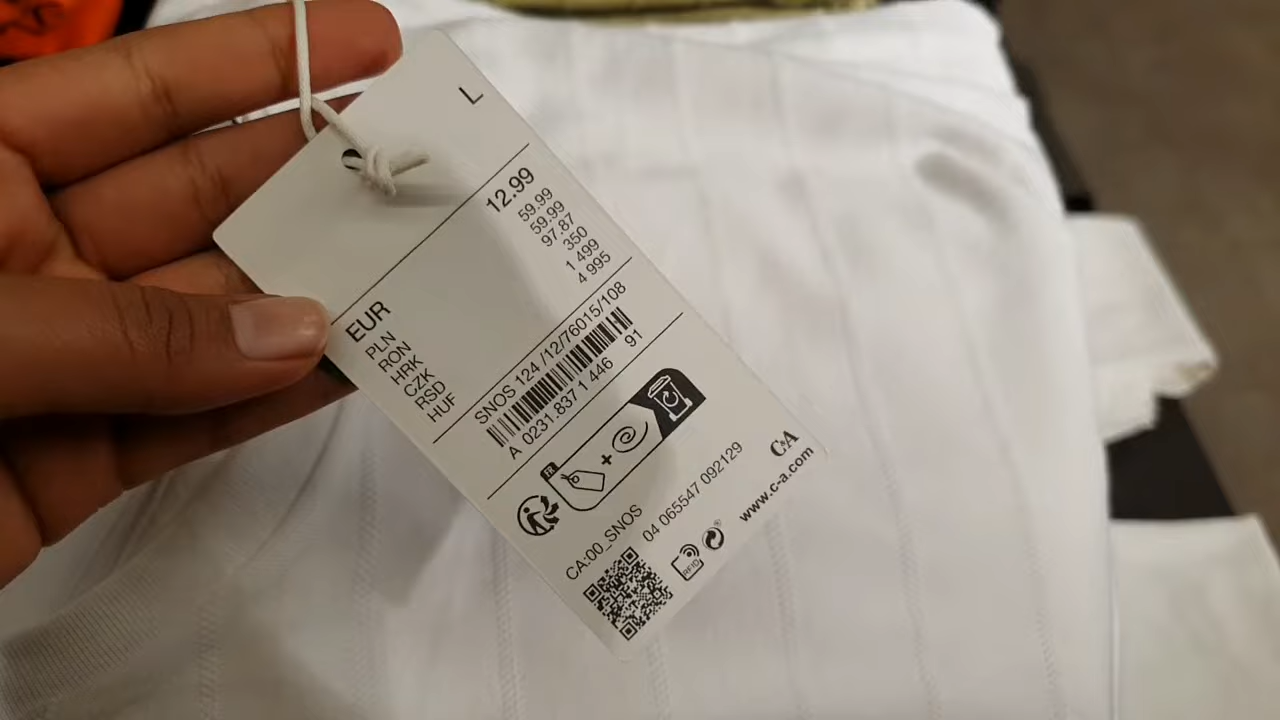 L
EUR 12.99
PLN 59.99
RON 59.99
HRK 97.87
CZK 350
RSD 1 499
HUF 4 995
SNOS 124 /12/76015/108
A 0231.837 1 446 91
FR
CA:00_SNOS
04 065547 092129
RFID
C&A
www.c-a.com